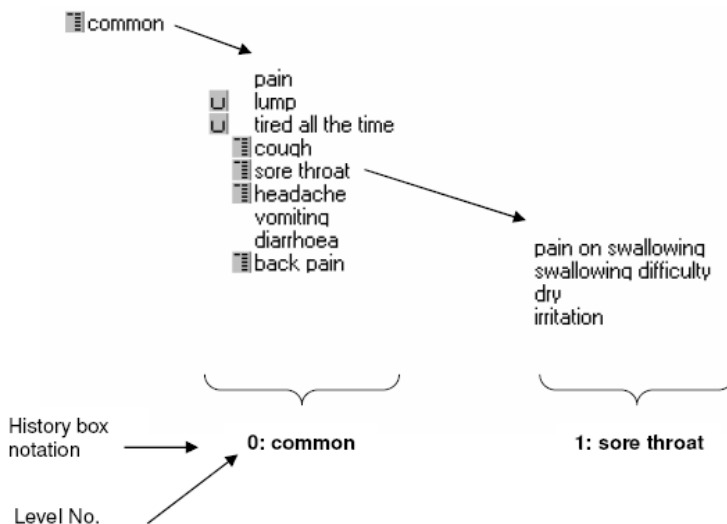 common
pain
lump
tired all the time
cough
sore throat
headache
vomiting
diarrhoea
back pain
pain on swallowing
swallowing difficulty
dry
irritation
History box
notation
0: common
1: sore throat
Level No.